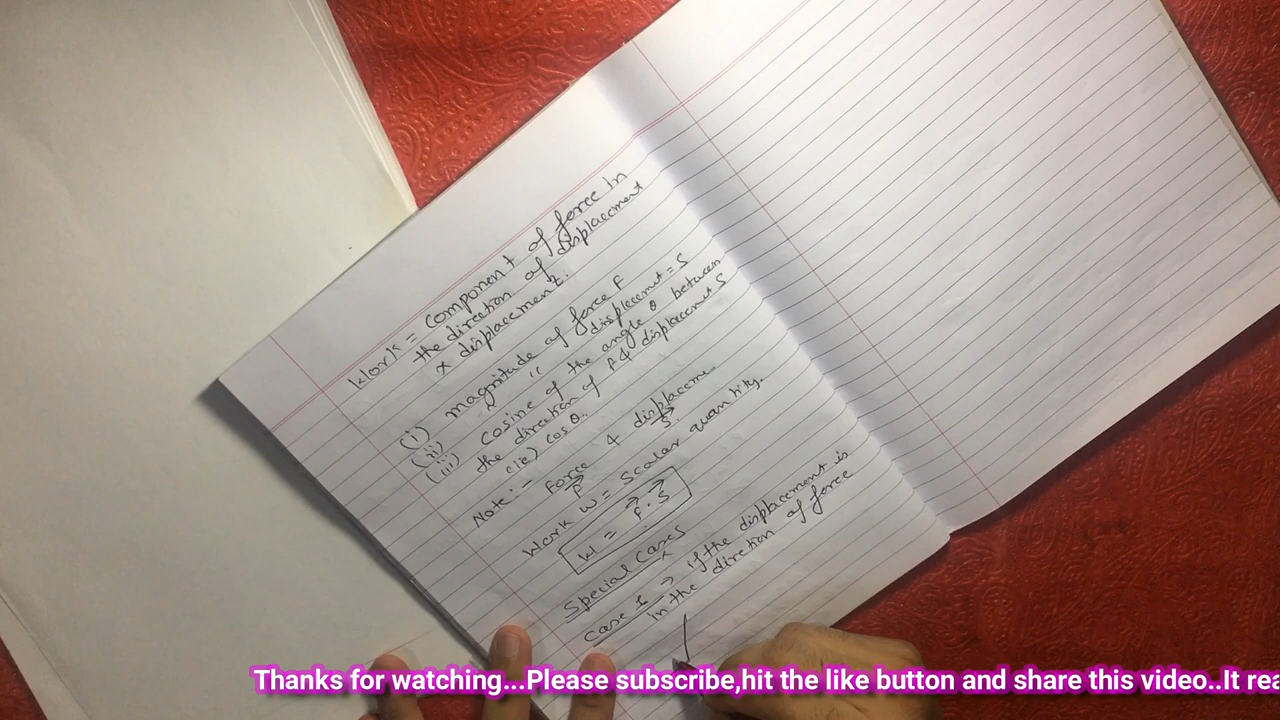 Work = component of force in
the direction of displacement
x displacement.
(i) magnitude of force F
(ii) " " displacement = S
(iii) cosine of the angle θ between
the direction of F & displacement S
(ie) cos θ.
Note:- Force & displaceme
F S.
Work W = Scalar quantity.
W = F . S
Special Cases
Case I → if the displacement is
in the direction of force
Thanks for watching...Please subscribe,hit the like button and share this video..It rea